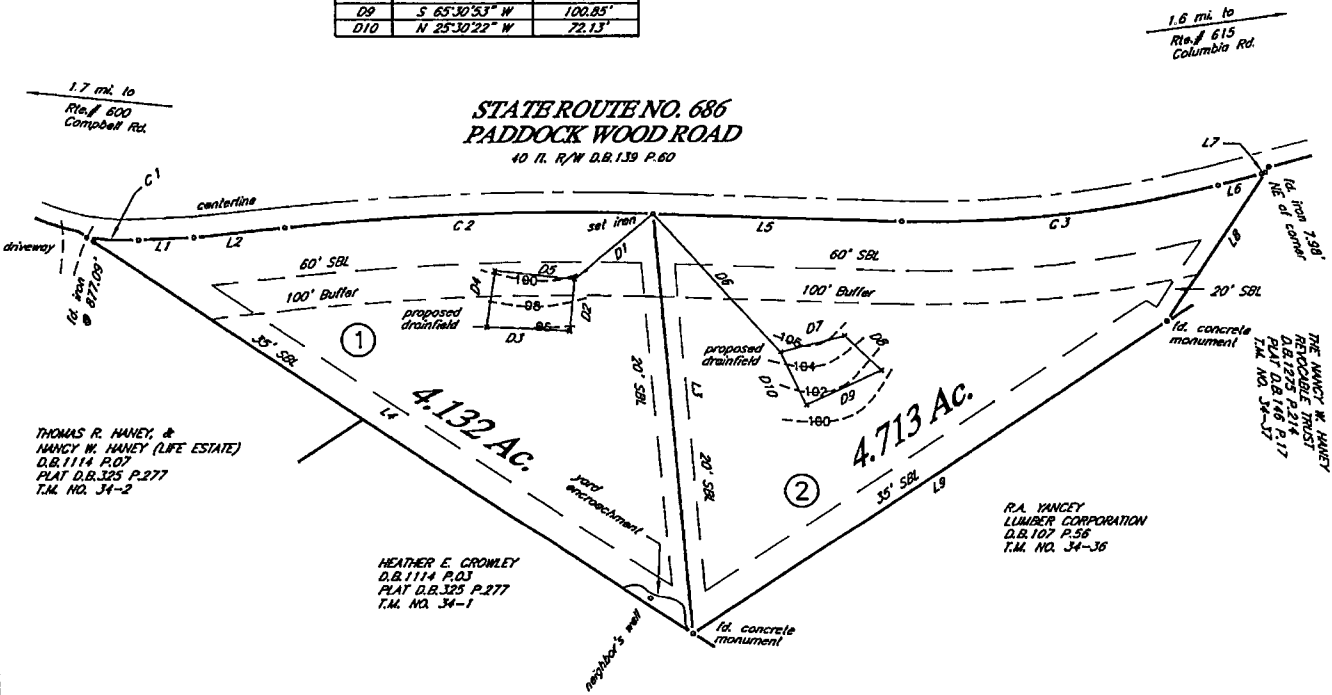 D9 S 65°30'53" W 100.85'
D10 N 25°30'22" W 72.13'
1.6 mi. to
Rte.# 615
Columbia Rd.
1.7 mi. to
Rte.# 600
Campbell Rd.
STATE ROUTE NO. 686
PADDOCK WOOD ROAD
40 ft. R/W D.B.139 P.60
L7
C1
centerline
L6
fd. iron 7.98'
NE of corner
driveway
L1
L2
C2
set iron
L5
C3
L8
fd. iron
@ 877.09'
D1
60' SBL
60' SBL
D4
D5
100
D6
100' Buffer
100' Buffer
20' SBL
98
D2
proposed
drainfield
96
D3
D7
106
D8
fd. concrete
monument
1
35' SBL
20' SBL
proposed
drainfield
104
D10
102
D9
100
L3
THE NANCY W. HANEY
REVOCABLE TRUST
D.B.1275 P.214
PLAT D.B.146 P.17
T.M. NO. 34-37
L4
4.132 Ac.
4.713 Ac.
THOMAS R. HANEY, &
NANCY W. HANEY (LIFE ESTATE)
D.B.1114 P.07
PLAT D.B.325 P.277
T.M. NO. 34-2
20' SBL
2
35' SBL
L9
yard
encroachment
R.A. YANCEY
LUMBER CORPORATION
D.B.107 P.56
T.M. NO. 34-36
HEATHER E. CROWLEY
D.B.1114 P.03
PLAT D.B.325 P.277
T.M. NO. 34-1
fd. concrete
monument
neighbor's well